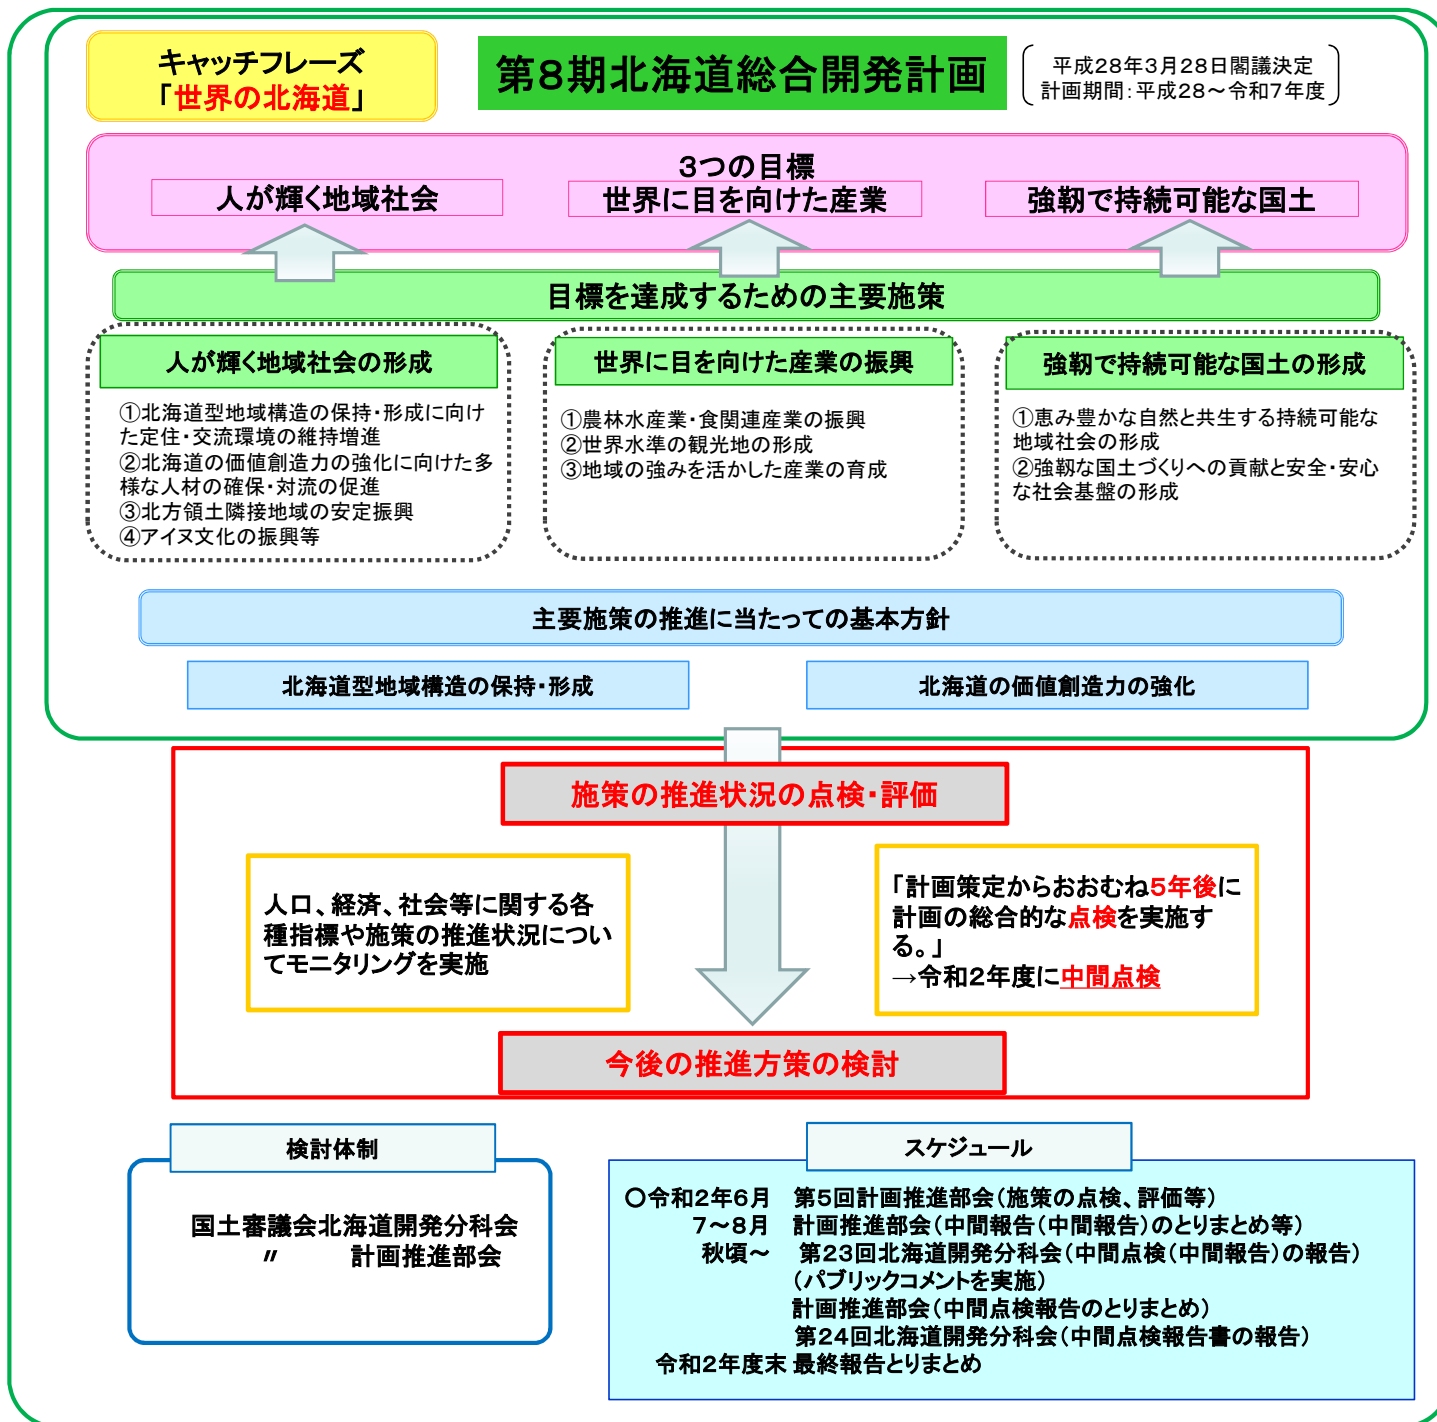 キャッチフレーズ
「世界の北海道」
第8期北海道総合開発計画
平成28年3月28日閣議決定
計画期間：平成28～令和7年度
3つの目標
人が輝く地域社会
世界に目を向けた産業
強靱で持続可能な国土
目標を達成するための主要施策
人が輝く地域社会の形成
①北海道型地域構造の保持・形成に向け
た定住・交流環境の維持増進
②北海道の価値創造力の強化に向けた多
様な人材の確保・対流の促進
③北方領土隣接地域の安定振興
④アイヌ文化の振興等
世界に目を向けた産業の振興
①農林水産業・食関連産業の振興
②世界水準の観光地の形成
③地域の強みを活かした産業の育成
強靱で持続可能な国土の形成
①恵み豊かな自然と共生する持続可能な
地域社会の形成
②強靱な国土づくりへの貢献と安全・安心
な社会基盤の形成
主要施策の推進に当たっての基本方針
北海道型地域構造の保持・形成
北海道の価値創造力の強化
施策の推進状況の点検・評価
人口、経済、社会等に関する各
種指標や施策の推進状況につい
てモニタリングを実施
「計画策定からおおむね5年後に
計画の総合的な点検を実施す
る。」
→令和2年度に中間点検
今後の推進方策の検討
検討体制
国土審議会北海道開発分科会
〃 計画推進部会
スケジュール
○令和2年6月 第5回計画推進部会（施策の点検、評価等）
7～8月 計画推進部会（中間報告（中間報告）のとりまとめ等）
秋頃～ 第23回北海道開発分科会（中間点検（中間報告）の報告）
（パブリックコメントを実施）
計画推進部会（中間点検報告のとりまとめ）
第24回北海道開発分科会（中間点検報告書の報告）
令和2年度末 最終報告とりまとめ